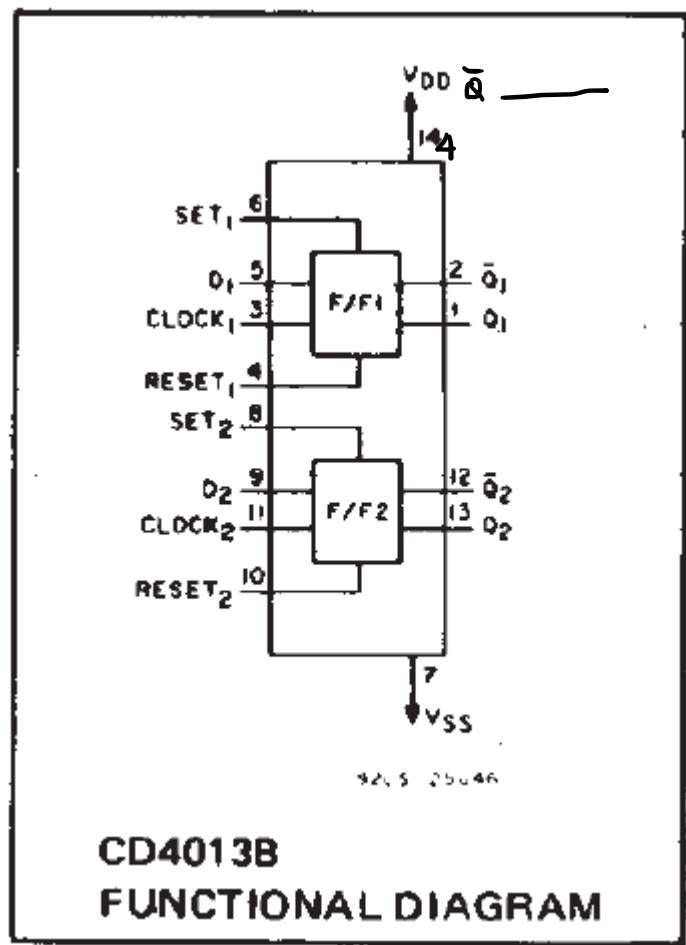 VDD Q̄
14 4
SET1 6
D1 5 F/F1 2 Q̄1
CLOCK1 3 1 Q1
RESET1 4
SET2 8
D2 9 F/F2 12 Q̄2
CLOCK2 11 13 Q2
RESET2 10
7
VSS
CD4013B
FUNCTIONAL DIAGRAM